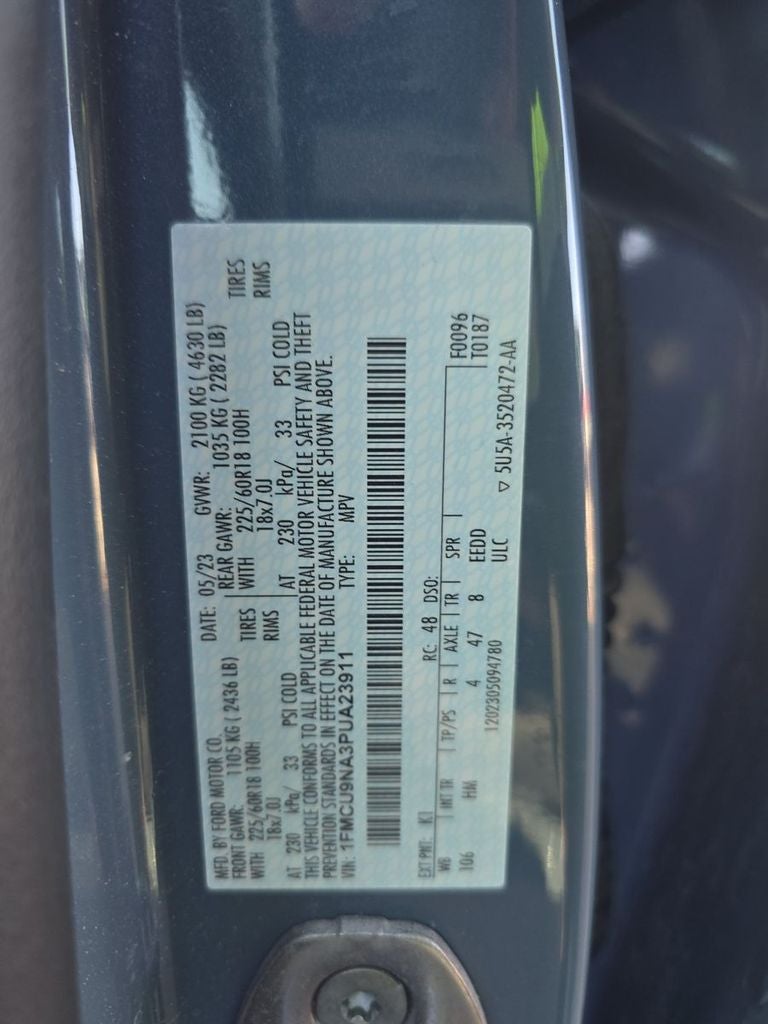 MFD. BY FORD MOTOR CO.
DATE: 05/23 GVWR: 2100 KG ( 4630 LB)
FRONT GAWR: 1105 KG ( 2436 LB)
REAR GAWR: 1035 KG ( 2282 LB)
WITH 225/60R18 100H TIRES
WITH 225/60R18 100H TIRES
18x7.0J RIMS
18x7.0J RIMS
AT 230 kPa/ 33 PSI COLD
AT 230 kPa/ 33 PSI COLD
THIS VEHICLE CONFORMS TO ALL APPLICABLE FEDERAL MOTOR VEHICLE SAFETY AND THEFT
PREVENTION STANDARDS IN EFFECT ON THE DATE OF MANUFACTURE SHOWN ABOVE.
VIN: 1FMCU9NA3PUA23911 TYPE: MPV
EXT PNT: K1 RC: 48 DSO:
WB INT TR TP/PS R AXLE TR SPR
F0096
106 HM 4 47 8 EEDD
T0187
1202305094780 ULC
▽ 5U5A-3520472-AA